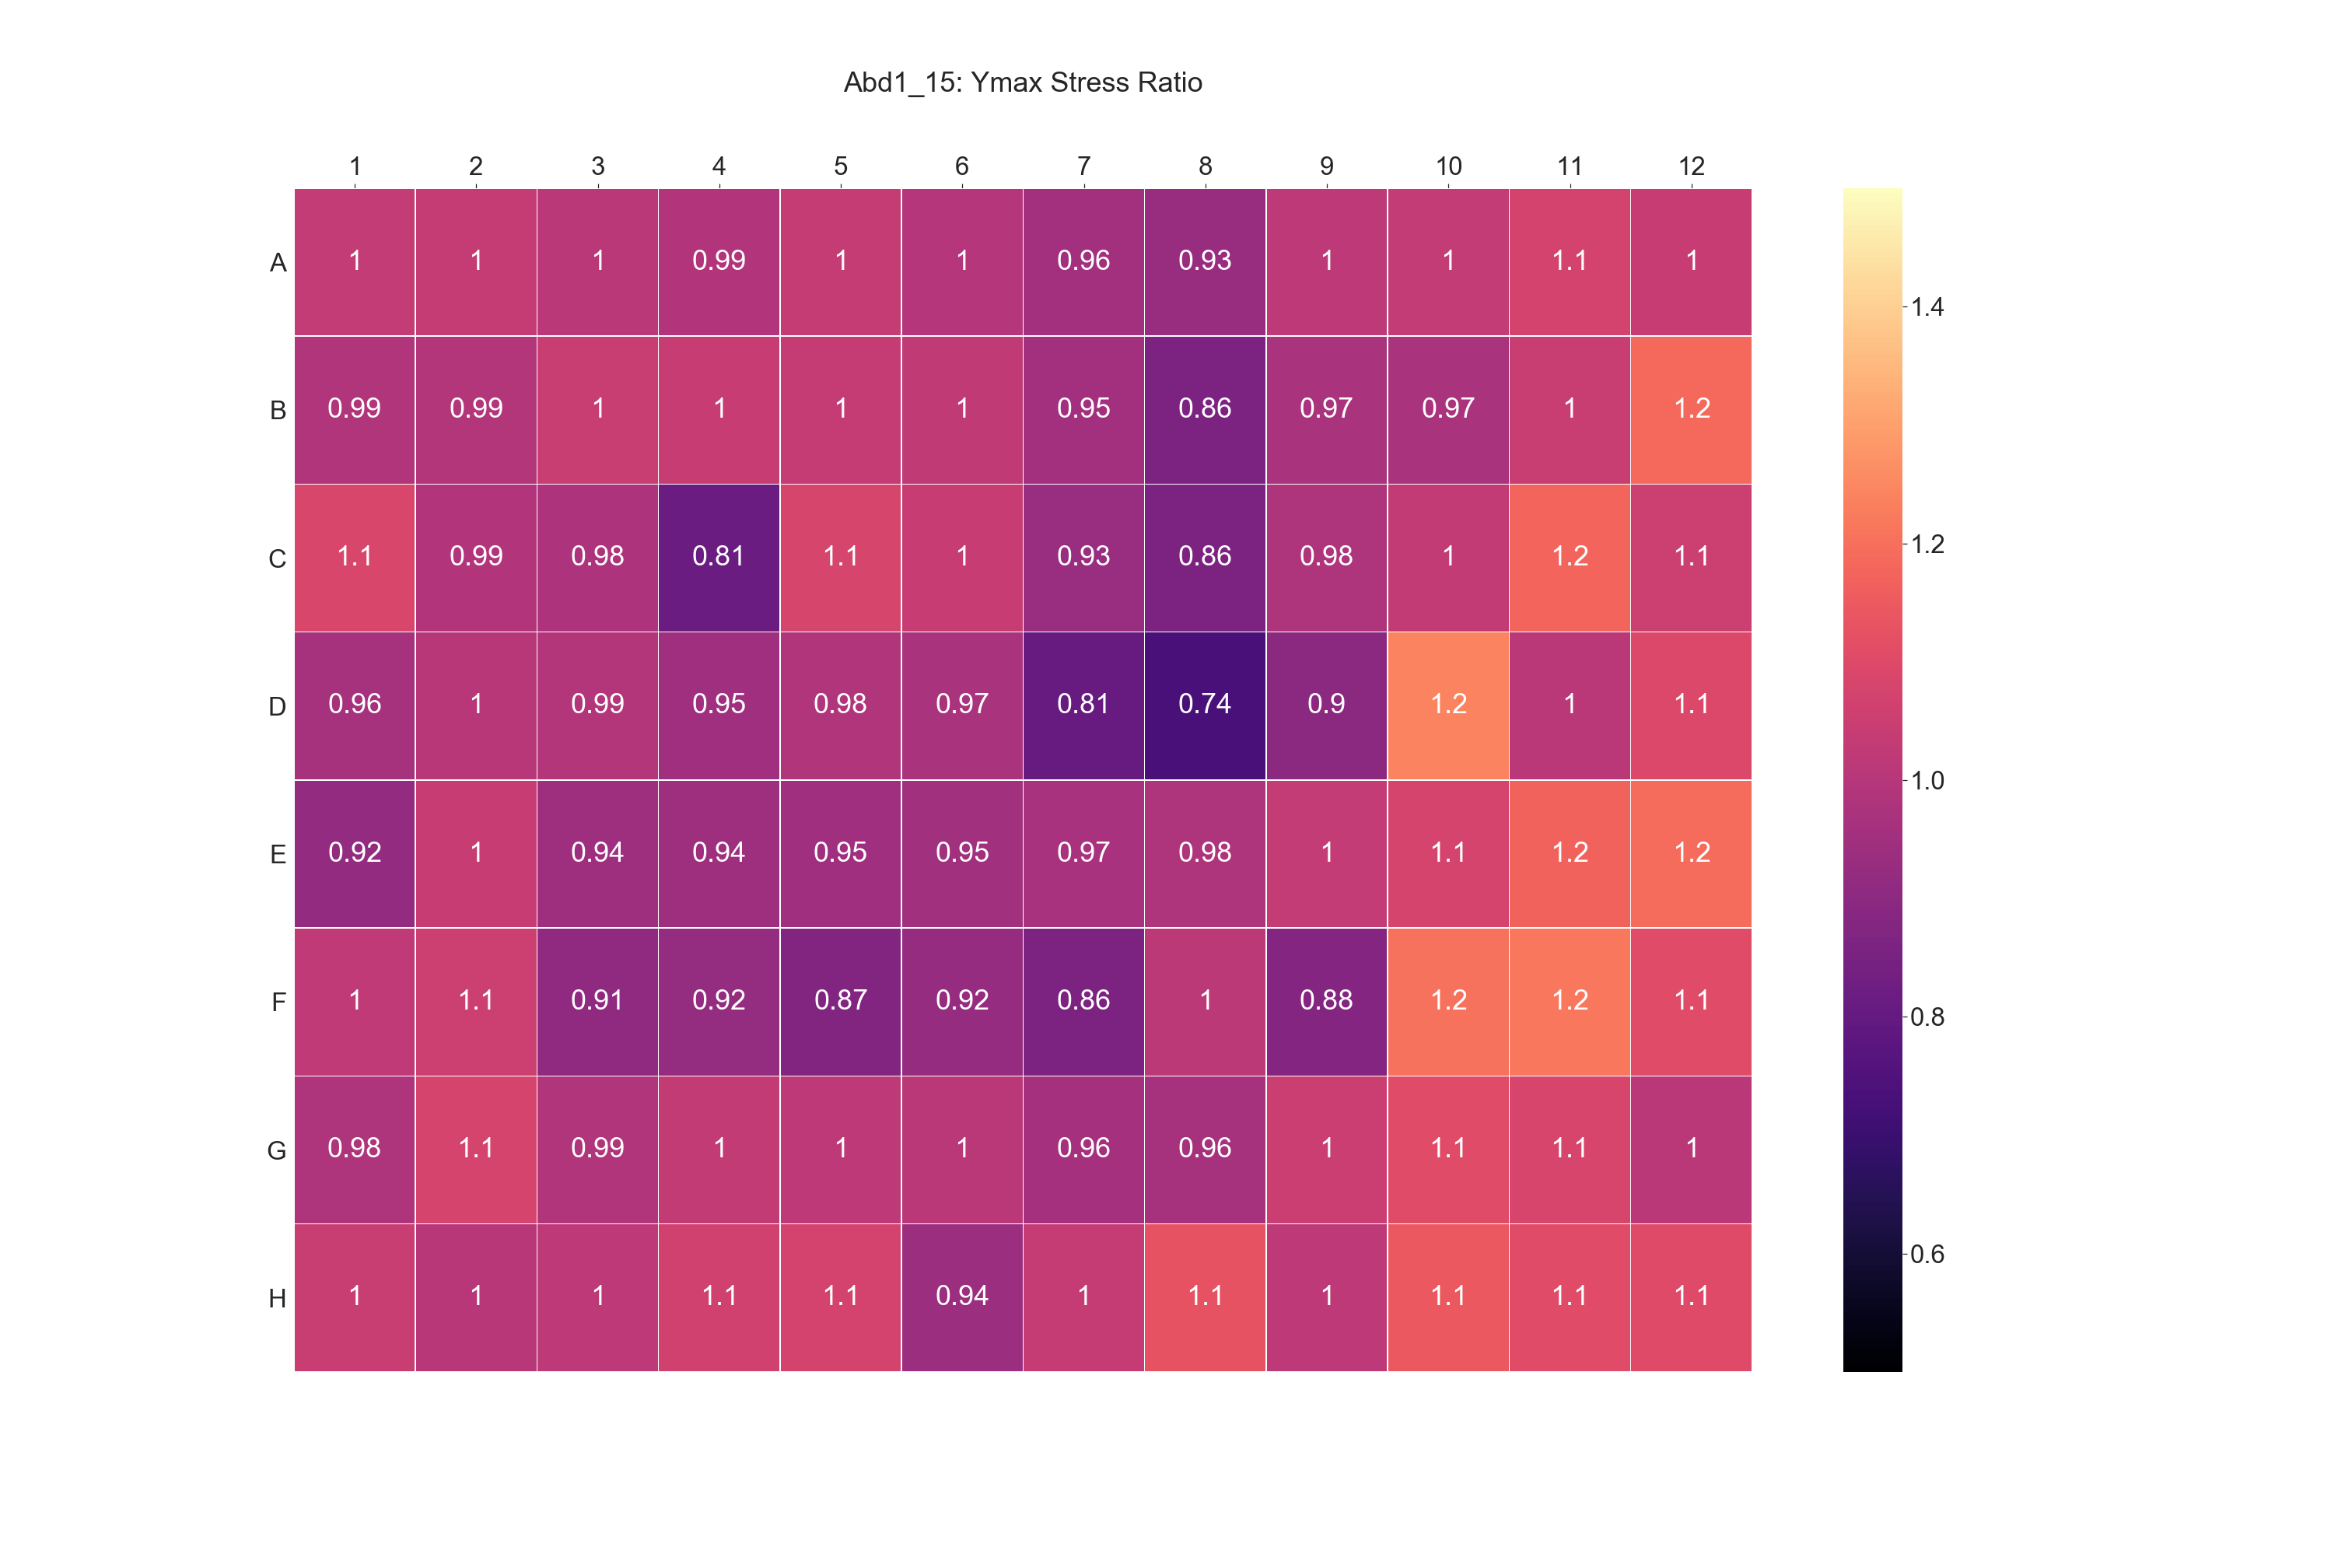 Abd1_15: Ymax Stress Ratio
1 2 3 4 5 6 7 8 9 10 11 12
A 1 1 1 0.99 1 1 0.96 0.93 1 1 1.1 1
1.4
B 0.99 0.99 1 1 1 1 0.95 0.86 0.97 0.97 1 1.2
C 1.1 0.99 0.98 0.81 1.1 1 0.93 0.86 0.98 1 1.2 1.1
1.2
D 0.96 1 0.99 0.95 0.98 0.97 0.81 0.74 0.9 1.2 1 1.1
1.0
E 0.92 1 0.94 0.94 0.95 0.95 0.97 0.98 1 1.1 1.2 1.2
F 1 1.1 0.91 0.92 0.87 0.92 0.86 1 0.88 1.2 1.2 1.1
0.8
G 0.98 1.1 0.99 1 1 1 0.96 0.96 1 1.1 1.1 1
0.6
H 1 1 1 1.1 1.1 0.94 1 1.1 1 1.1 1.1 1.1